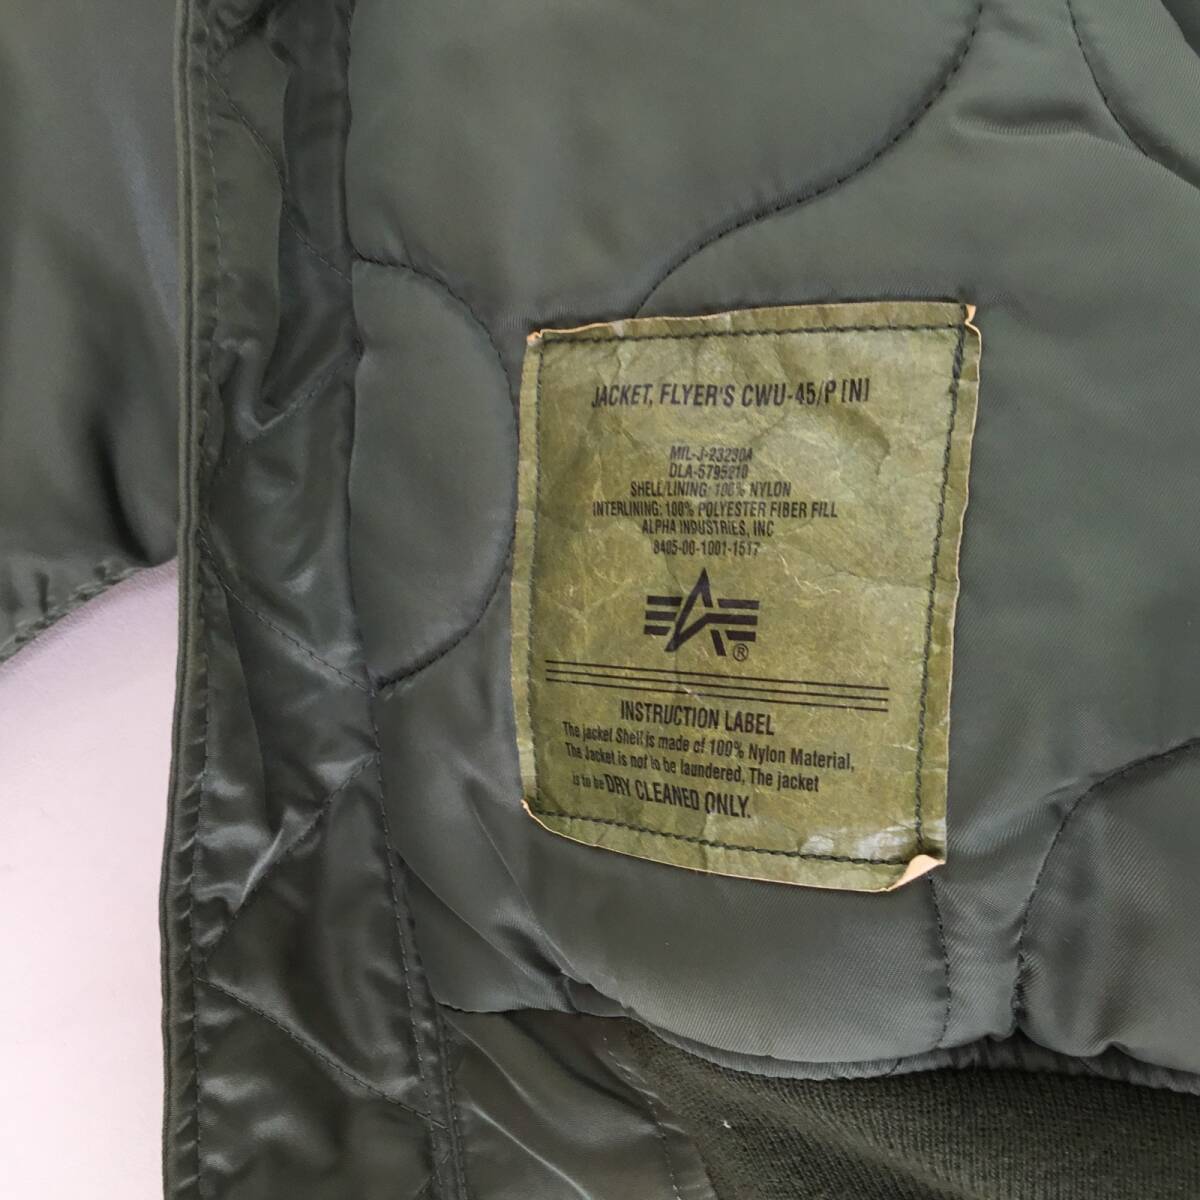 JACKET, FLYER'S CWU-45/P [N]
MIL-J-23230A
DLA-5795210
SHELL/LINING: 100% NYLON
INTERLINING: 100% POLYESTER FIBER FILL
ALPHA INDUSTRIES, INC
8405-00-1001-1517
®
INSTRUCTION LABEL
The jacket Shell is made of 100% Nylon Material,
The Jacket is not to be laundered, The jacket
is to be DRY CLEANED ONLY.